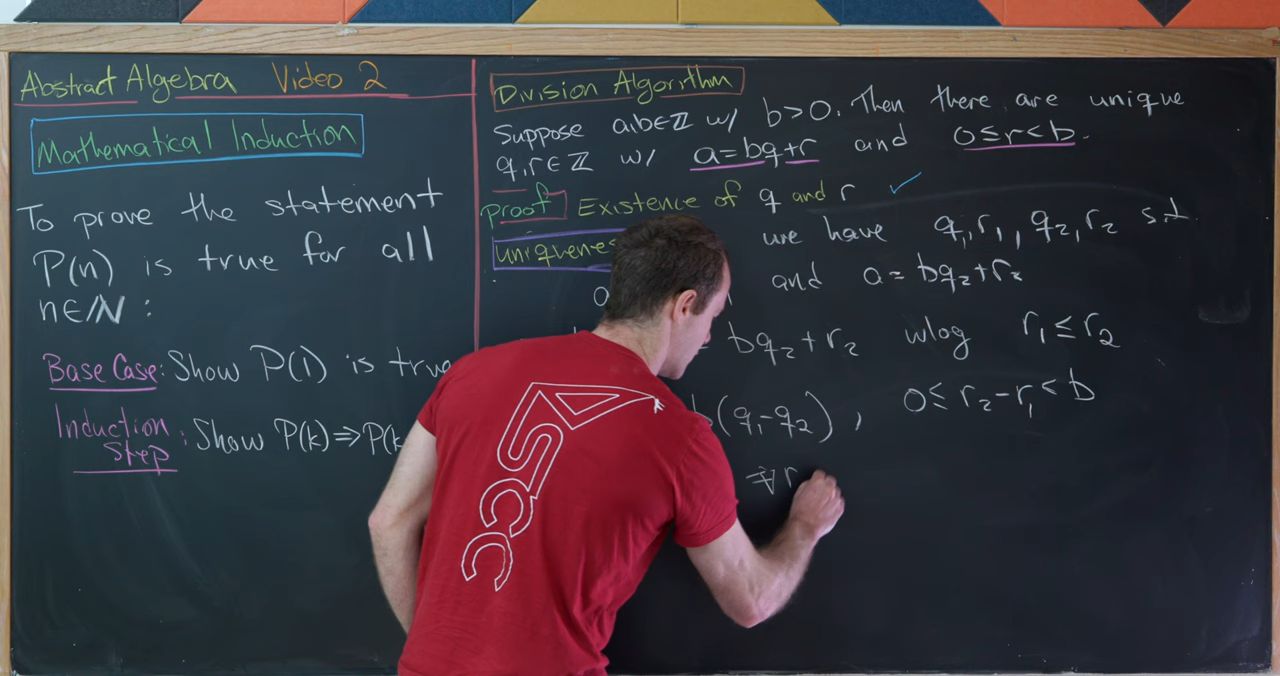 Abstract Algebra Video 2
Mathematical Induction
To prove the statement
P(n) is true for all
n∈ℕ:
Base Case: Show P(1) is true
Induction Step: Show P(k)⇒P(k
Division Algorithm
Suppose a,b∈ℤ w/ b>0. Then there are unique
q,r∈ℤ w/ a=bq+r and 0≤r<b.
Proof Existence of q and r ✓
Uniqueness we have q₁,r₁,q₂,r₂ s.t.
a and a=bq₂+r₂
bq₂+r₂ wlog r₁≤r₂
b(q₁-q₂), 0≤r₂-r₁<b
r
ASCC